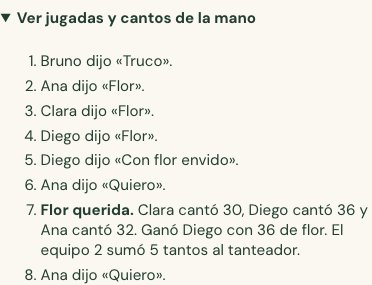 ▼ Ver jugadas y cantos de la mano
1. Bruno dijo «Truco».
2. Ana dijo «Flor».
3. Clara dijo «Flor».
4. Diego dijo «Flor».
5. Diego dijo «Con flor envido».
6. Ana dijo «Quiero».
7. Flor querida. Clara cantó 30, Diego cantó 36 y
Ana cantó 32. Ganó Diego con 36 de flor. El
equipo 2 sumó 5 tantos al tanteador.
8. Ana dijo «Quiero».